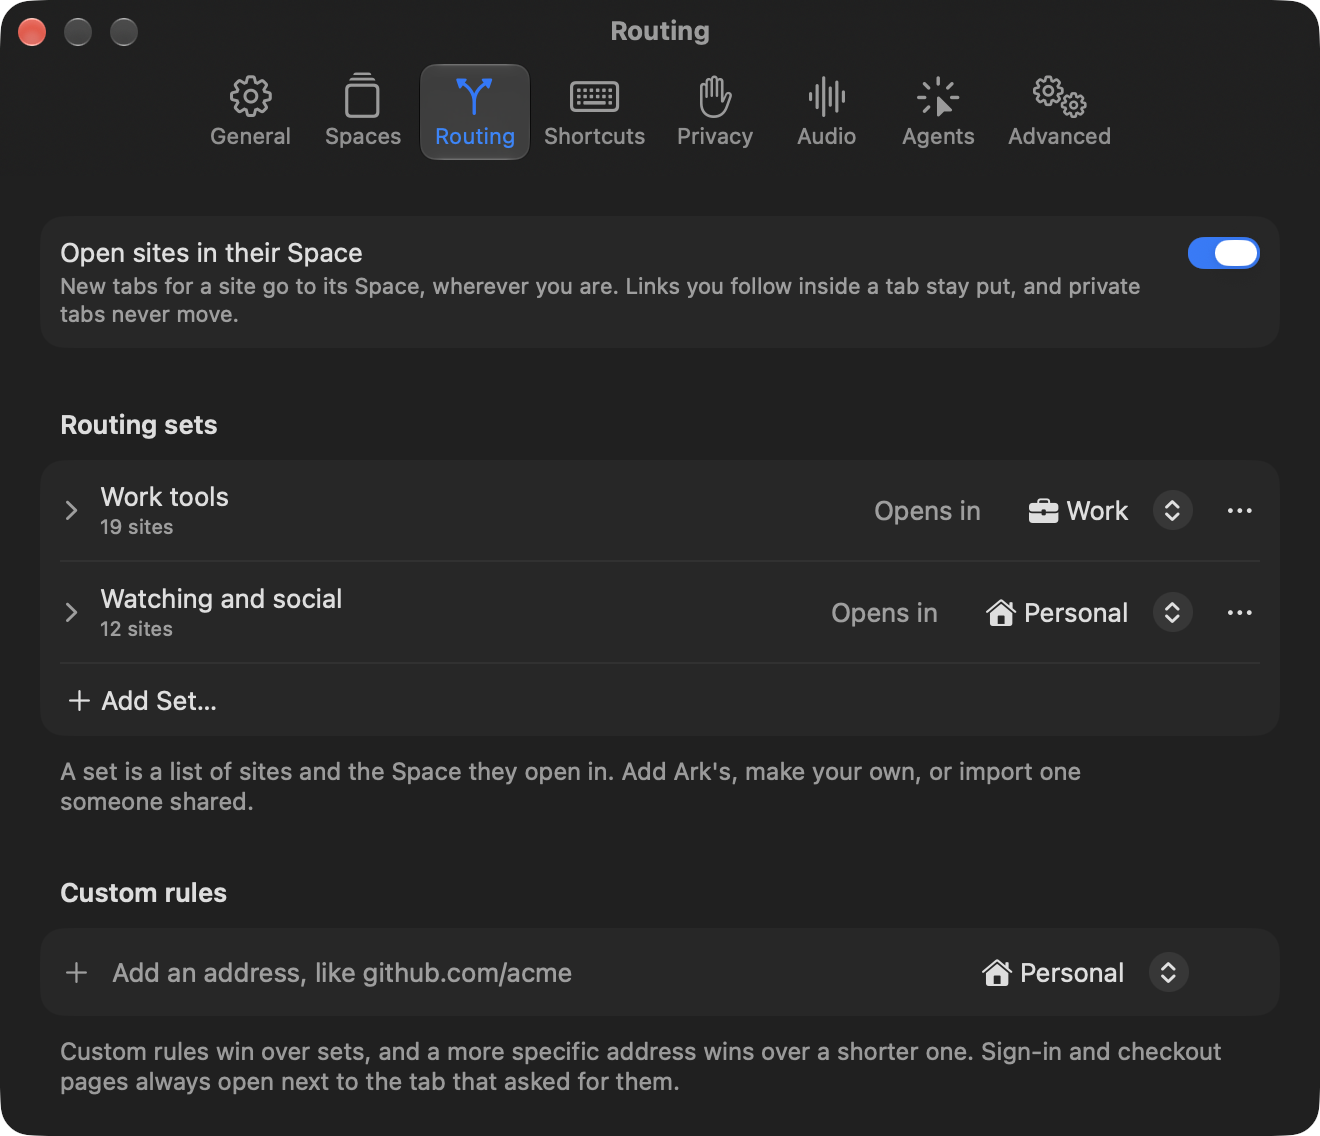 Routing
General Spaces Routing Shortcuts Privacy Audio Agents Advanced
Open sites in their Space
New tabs for a site go to its Space, wherever you are. Links you follow inside a tab stay put, and private
tabs never move.
Routing sets
Work tools
19 sites
Opens in Work
Watching and social
12 sites
Opens in Personal
Add Set...
A set is a list of sites and the Space they open in. Add Ark's, make your own, or import one
someone shared.
Custom rules
Add an address, like github.com/acme Personal
Custom rules win over sets, and a more specific address wins over a shorter one. Sign-in and checkout
pages always open next to the tab that asked for them.